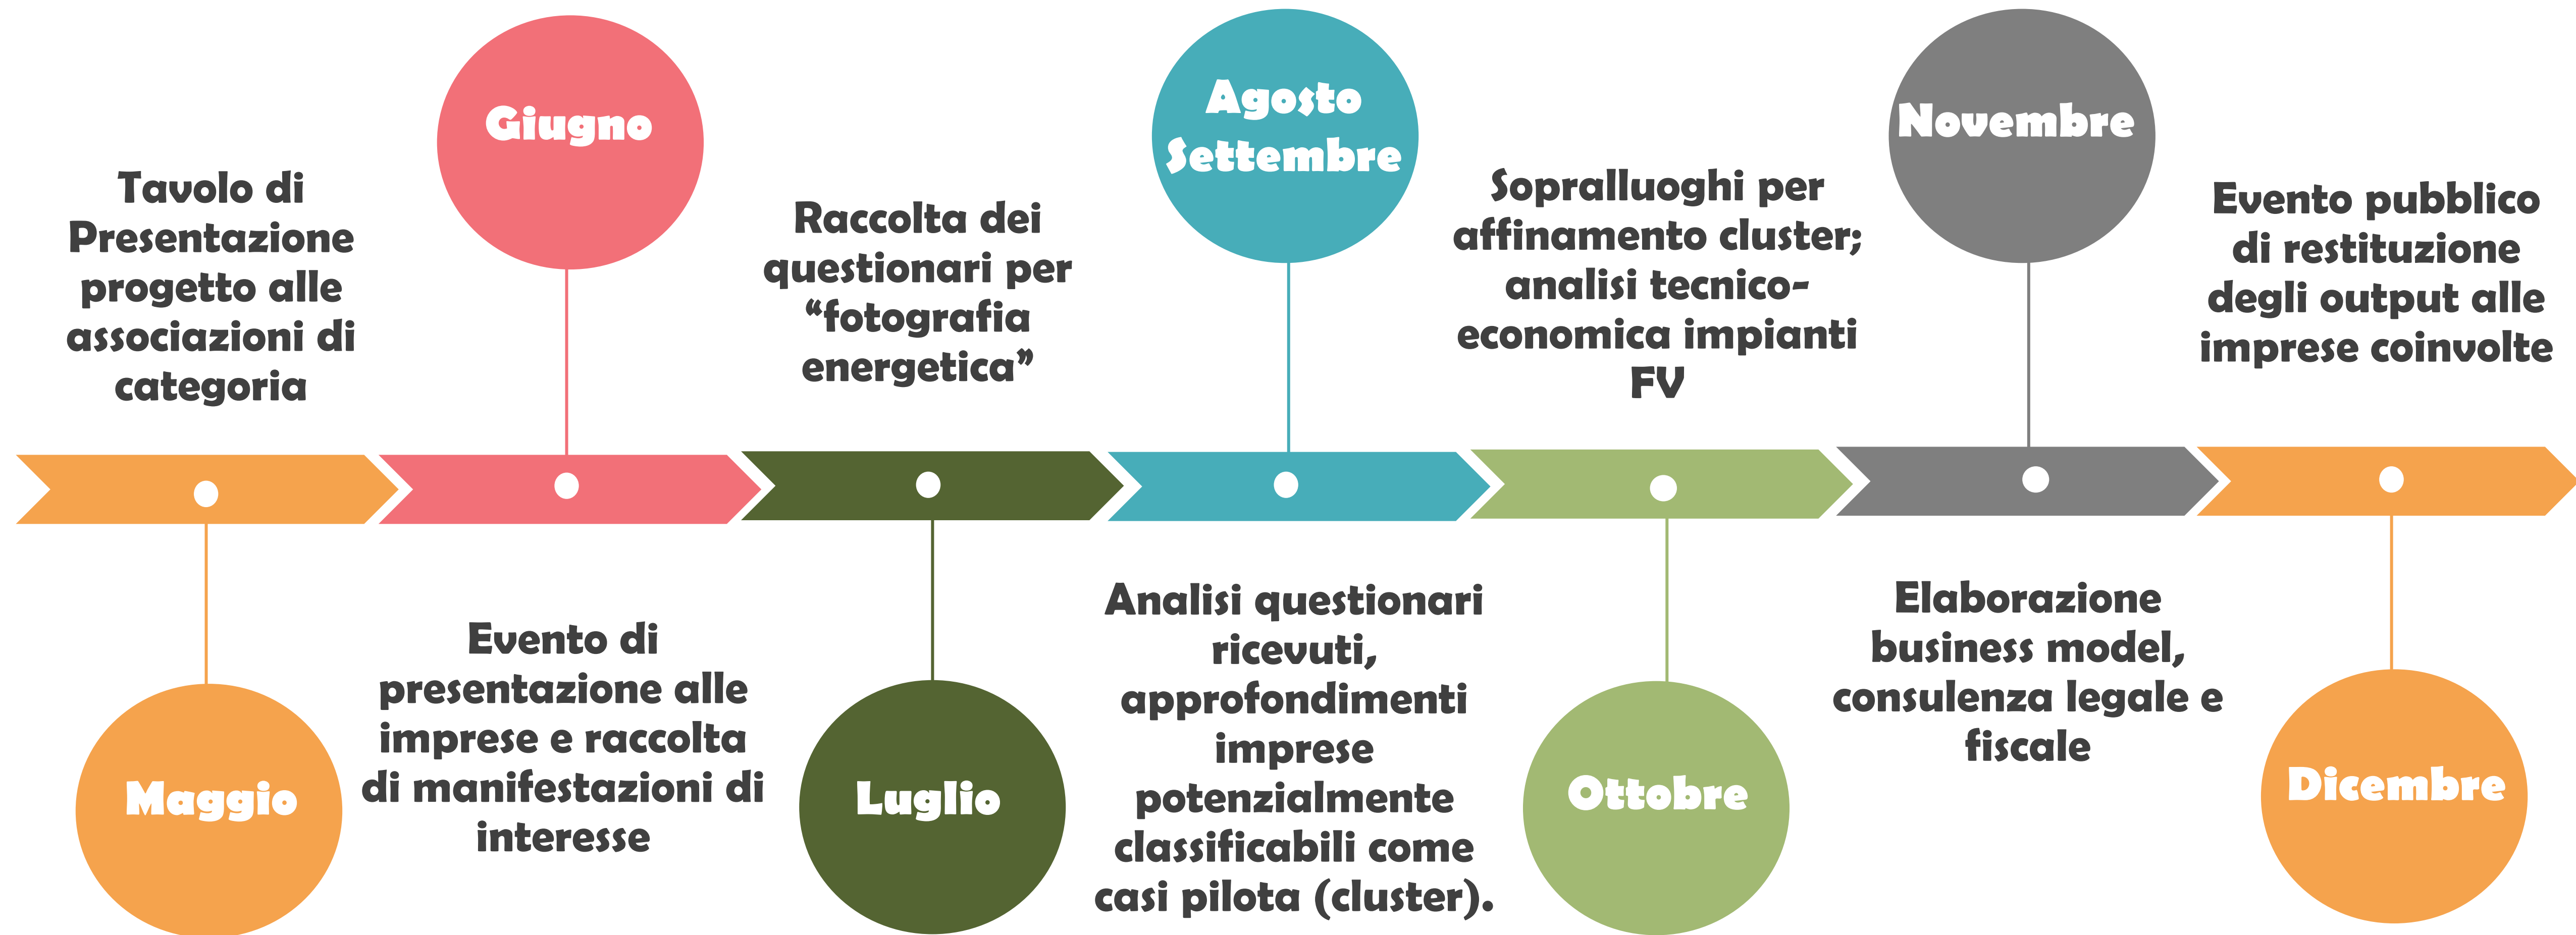 Maggio
Tavolo di
Presentazione
progetto alle
associazioni di
categoria
Giugno
Evento di
presentazione alle
imprese e raccolta
di manifestazioni di
interesse
Luglio
Raccolta dei
questionari per
“fotografia
energetica”
Agosto
Settembre
Analisi questionari
ricevuti,
approfondimenti
imprese
potenzialmente
classificabili come
casi pilota (cluster).
Ottobre
Sopralluoghi per
affinamento cluster;
analisi tecnico-
economica impianti
FV
Novembre
Elaborazione
business model,
consulenza legale e
fiscale
Dicembre
Evento pubblico
di restituzione
degli output alle
imprese coinvolte